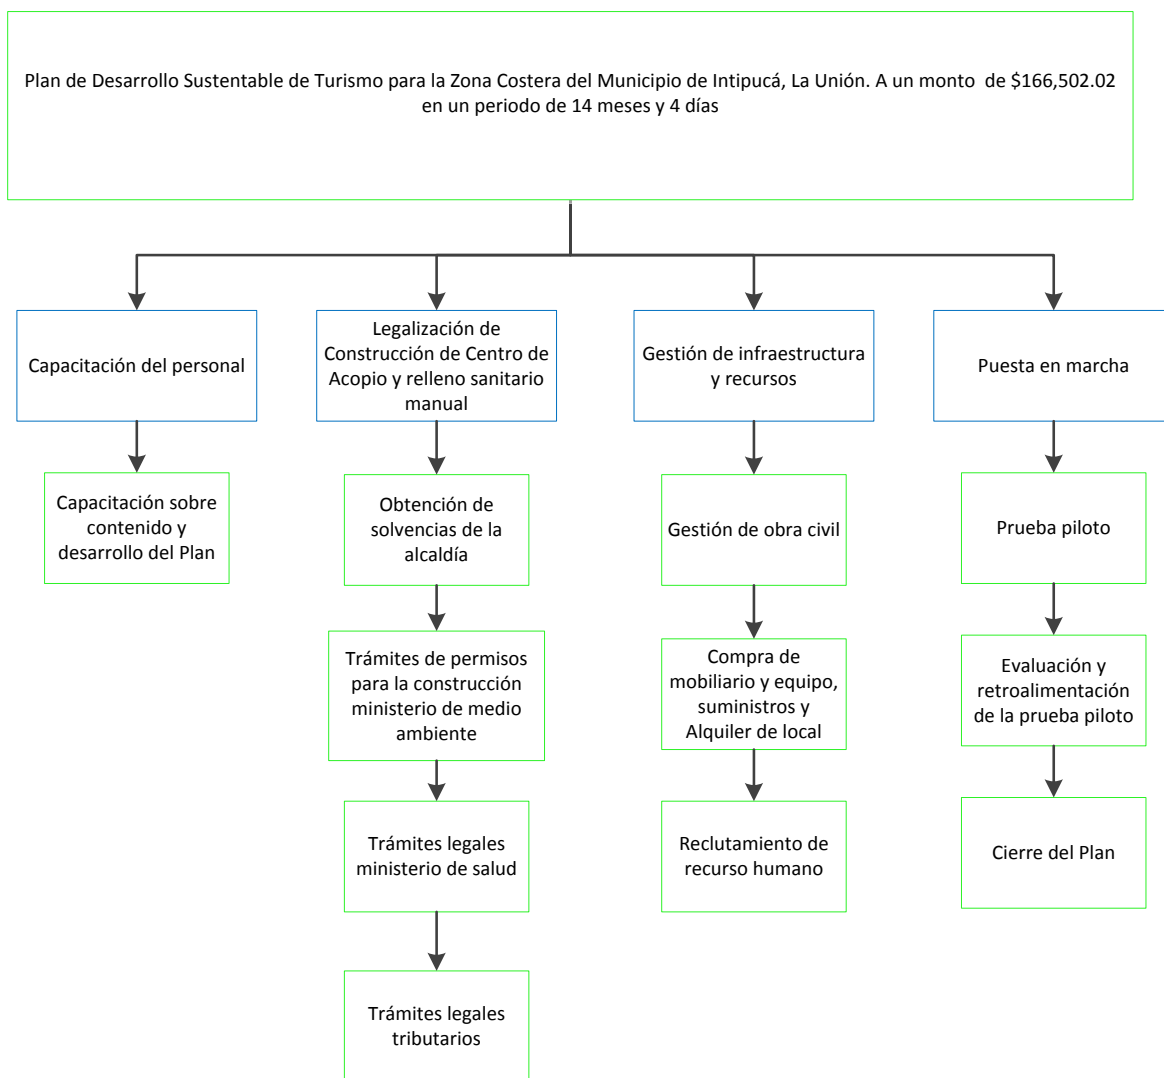 Plan de Desarrollo Sustentable de Turismo para la Zona Costera del Municipio de Intipucá, La Unión. A un monto de $166,502.02
en un periodo de 14 meses y 4 días
Capacitación del personal
Legalización de
Construcción de Centro de
Acopio y relleno sanitario
manual
Gestión de infraestructura
y recursos
Puesta en marcha
Capacitación sobre
contenido y
desarrollo del Plan
Obtención de
solvencias de la
alcaldía
Gestión de obra civil
Prueba piloto
Trámites de permisos
para la construcción
ministerio de medio
ambiente
Compra de
mobiliario y equipo,
suministros y
Alquiler de local
Evaluación y
retroalimentación
de la prueba piloto
Trámites legales
ministerio de salud
Reclutamiento de
recurso humano
Cierre del Plan
Trámites legales
tributarios